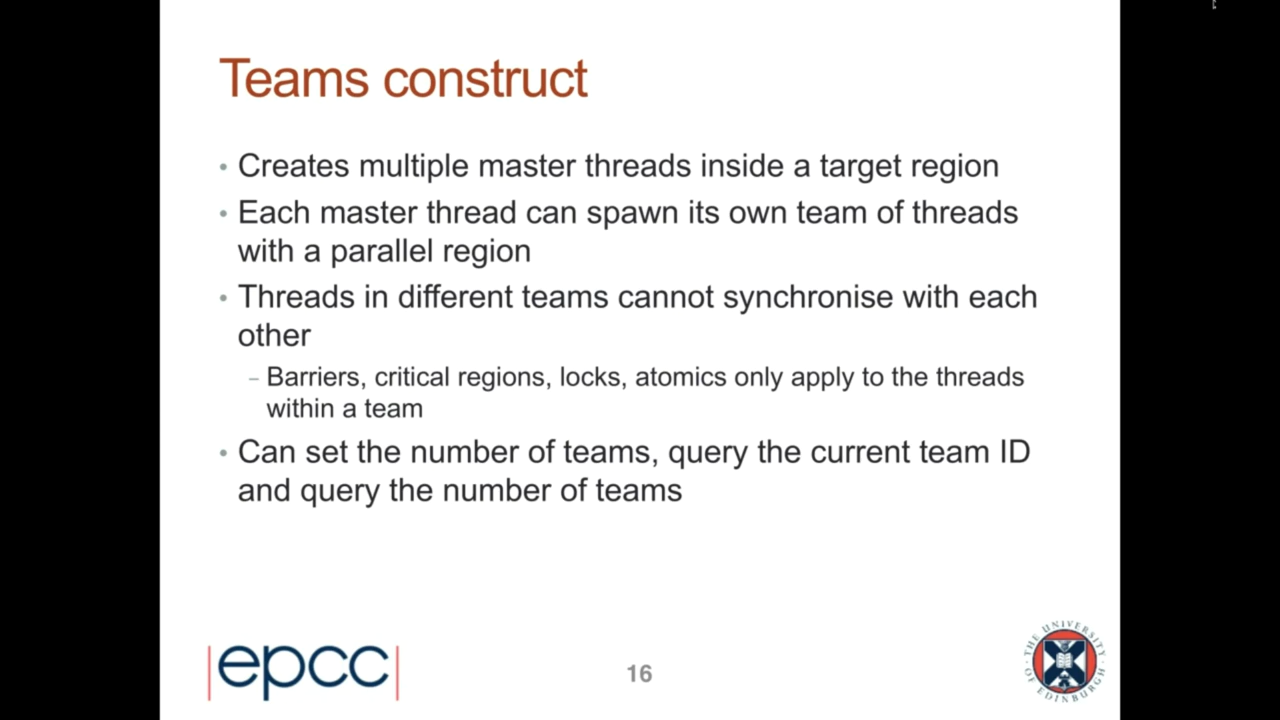 Teams construct
• Creates multiple master threads inside a target region
• Each master thread can spawn its own team of threads
with a parallel region
• Threads in different teams cannot synchronise with each
other
– Barriers, critical regions, locks, atomics only apply to the threads
within a team
• Can set the number of teams, query the current team ID
and query the number of teams
|epcc|
16
THE UNIVERSITY
OF EDINBURGH